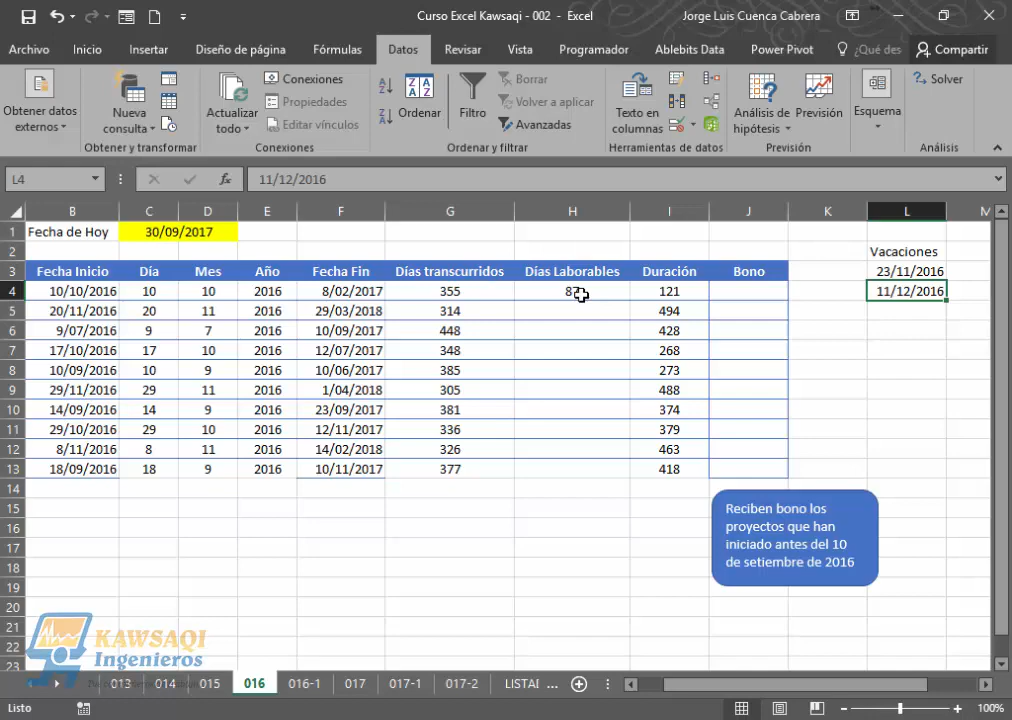 Curso Excel Kawsaqi - 002 - Excel Jorge Luis Cuenca Cabrera
Archivo Inicio Insertar Diseño de página Fórmulas Datos Revisar Vista Programador Ablebits Data Power Pivot ¿Qué des Compartir
Obtener datos externos
Nueva consulta
Obtener y transformar
Actualizar todo
Conexiones
Propiedades
Editar vínculos
Conexiones
Ordenar
Filtro
Borrar
Volver a aplicar
Avanzadas
Ordenar y filtrar
Texto en columnas
Herramientas de datos
Análisis de hipótesis
Previsión
Previsión
Esquema
Solver
Análisis
L4 fx 11/12/2016
B C D E F G H I J K L M
1 Fecha de Hoy 30/09/2017
2 Vacaciones
3 Fecha Inicio Día Mes Año Fecha Fin Días transcurridos Días Laborables Duración Bono 23/11/2016
4 10/10/2016 10 10 2016 8/02/2017 355 121 11/12/2016
5 20/11/2016 20 11 2016 29/03/2018 314 494
6 9/07/2016 9 7 2016 10/09/2017 448 428
7 17/10/2016 17 10 2016 12/07/2017 348 268
8 10/09/2016 10 9 2016 10/06/2017 385 273
9 29/11/2016 29 11 2016 1/04/2018 305 488
10 14/09/2016 14 9 2016 23/09/2017 381 374
11 29/10/2016 29 10 2016 12/11/2017 336 379
12 8/11/2016 8 11 2016 14/02/2018 326 463
13 18/09/2016 18 9 2016 10/11/2017 377 418
14
15
16
17
18
19
20
21
22
23
Reciben bono los
proyectos que han
iniciado antes del 10
de setiembre de 2016
KAWSAQI
Ingenieros
013 014 015 016 016-1 017 017-1 017-2 LISTAI ...
Listo 100%